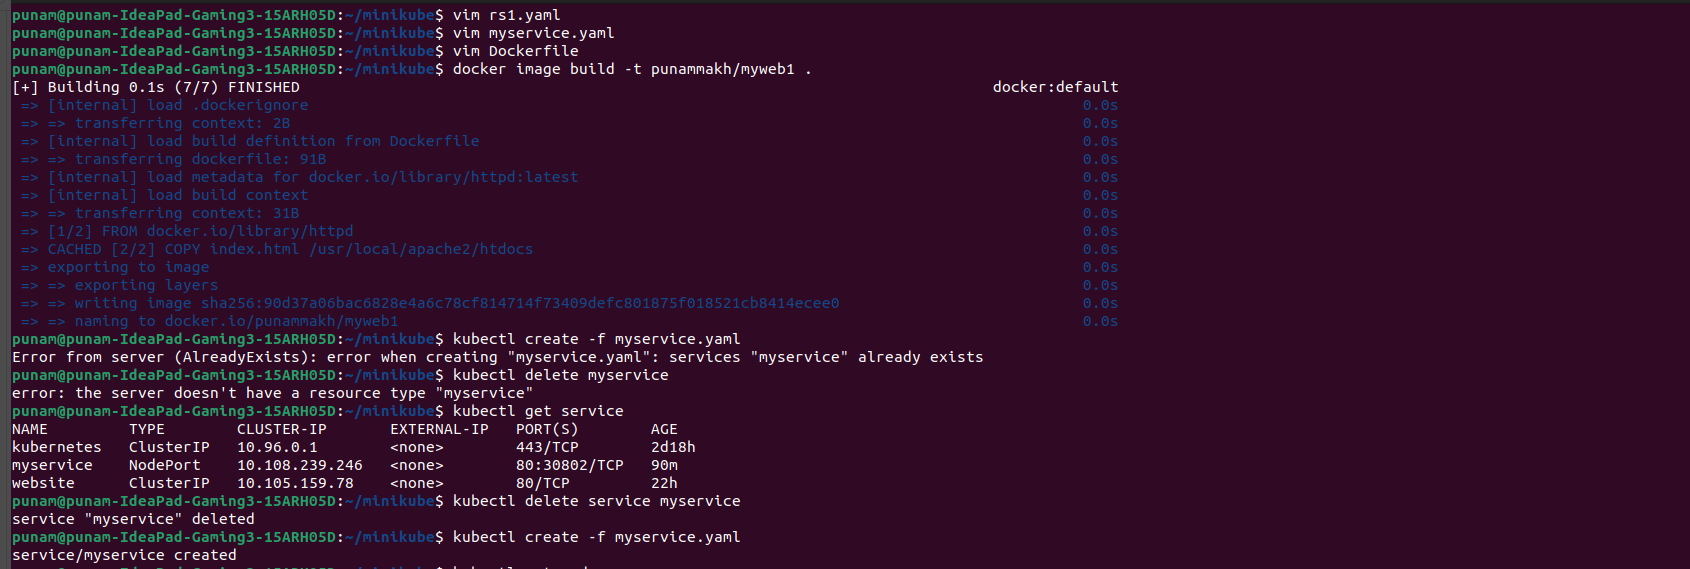 punam@punam-IdeaPad-Gaming3-15ARH05D:~/minikube$ vim rs1.yaml
punam@punam-IdeaPad-Gaming3-15ARH05D:~/minikube$ vim myservice.yaml
punam@punam-IdeaPad-Gaming3-15ARH05D:~/minikube$ vim Dockerfile
punam@punam-IdeaPad-Gaming3-15ARH05D:~/minikube$ docker image build -t punammakh/myweb1 .
[+] Building 0.1s (7/7) FINISHED docker:default
=> [internal] load .dockerignore 0.0s
=> => transferring context: 2B 0.0s
=> [internal] load build definition from Dockerfile 0.0s
=> => transferring dockerfile: 91B 0.0s
=> [internal] load metadata for docker.io/library/httpd:latest 0.0s
=> [internal] load build context 0.0s
=> => transferring context: 31B 0.0s
=> [1/2] FROM docker.io/library/httpd 0.0s
=> CACHED [2/2] COPY index.html /usr/local/apache2/htdocs 0.0s
=> exporting to image 0.0s
=> => exporting layers 0.0s
=> => writing image sha256:90d37a06bac6828e4a6c78cf814714f73409defc801875f018521cb8414ecee0 0.0s
=> => naming to docker.io/punammakh/myweb1 0.0s
punam@punam-IdeaPad-Gaming3-15ARH05D:~/minikube$ kubectl create -f myservice.yaml
Error from server (AlreadyExists): error when creating "myservice.yaml": services "myservice" already exists
punam@punam-IdeaPad-Gaming3-15ARH05D:~/minikube$ kubectl delete myservice
error: the server doesn't have a resource type "myservice"
punam@punam-IdeaPad-Gaming3-15ARH05D:~/minikube$ kubectl get service
NAME TYPE CLUSTER-IP EXTERNAL-IP PORT(S) AGE
kubernetes ClusterIP 10.96.0.1 <none> 443/TCP 2d18h
myservice NodePort 10.108.239.246 <none> 80:30802/TCP 90m
website ClusterIP 10.105.159.78 <none> 80/TCP 22h
punam@punam-IdeaPad-Gaming3-15ARH05D:~/minikube$ kubectl delete service myservice
service "myservice" deleted
punam@punam-IdeaPad-Gaming3-15ARH05D:~/minikube$ kubectl create -f myservice.yaml
service/myservice created